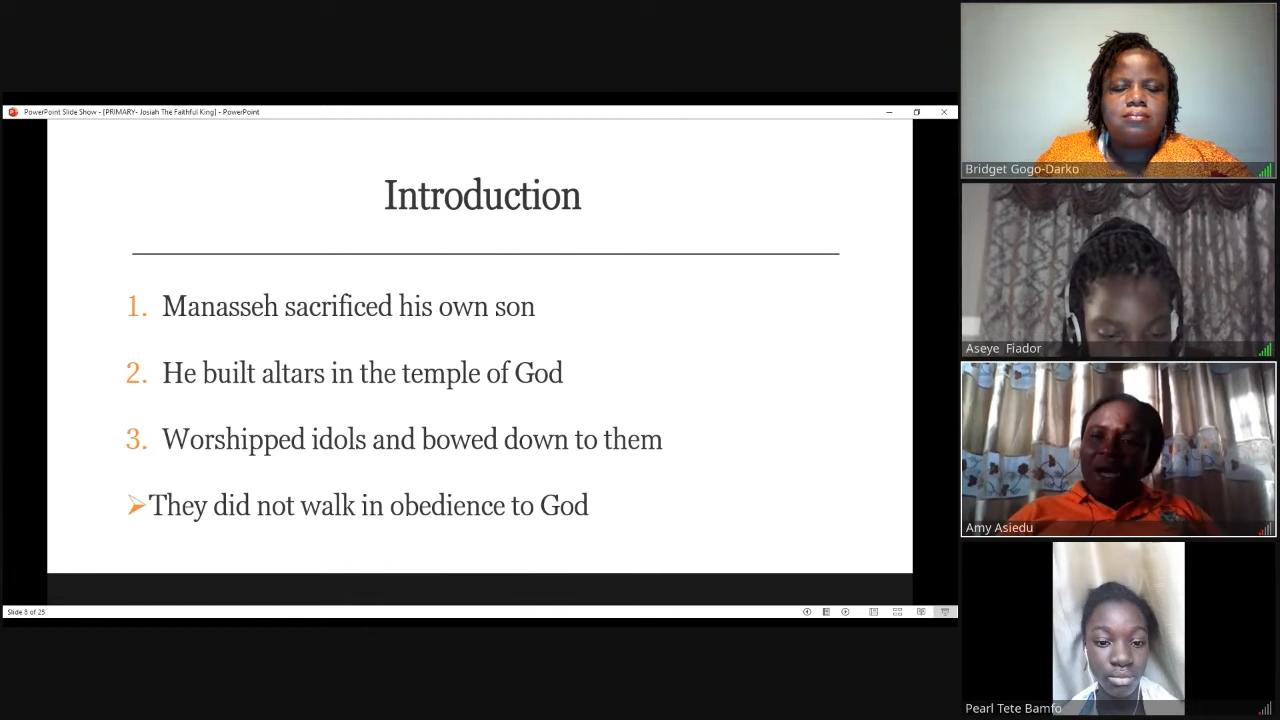 PowerPoint Slide Show - [PRIMARY- Josiah The Faithful King] - PowerPoint
Introduction
1. Manasseh sacrificed his own son
2. He built altars in the temple of God
3. Worshipped idols and bowed down to them
➢They did not walk in obedience to God
Slide 8 of 25
Bridget Gogo-Darko
Aseye Fiador
Amy Asiedu
Pearl Tete Bamfo